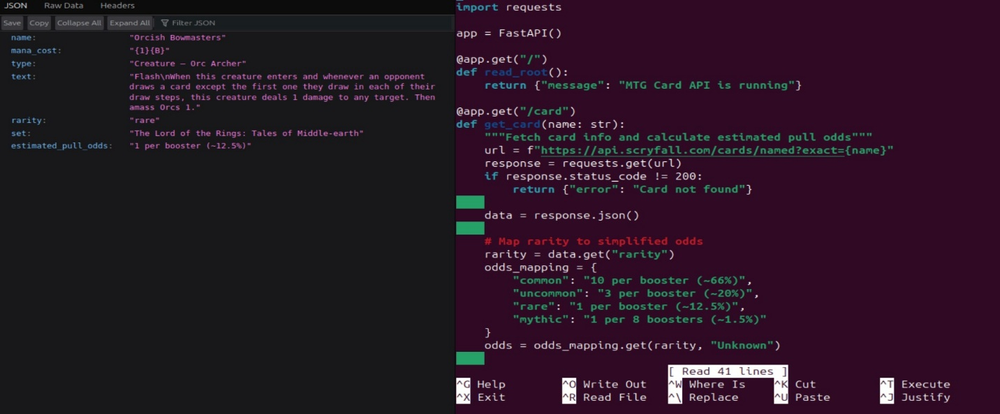 JSON Raw Data Headers
Save Copy Collapse All Expand All Filter JSON
name: "Orcish Bowmasters"
mana_cost: "{1}{B}"
type: "Creature — Orc Archer"
text: "Flash\nWhen this creature enters and whenever an opponent
draws a card except the first one they draw in each of their
draw steps, this creature deals 1 damage to any target. Then
amass Orcs 1."
rarity: "rare"
set: "The Lord of the Rings: Tales of Middle-earth"
estimated_pull_odds: "1 per booster (~12.5%)"
import requests
app = FastAPI()
@app.get("/")
def read_root():
    return {"message": "MTG Card API is running"}
@app.get("/card")
def get_card(name: str):
    """Fetch card info and calculate estimated pull odds"""
    url = f"https://api.scryfall.com/cards/named?exact={name}"
    response = requests.get(url)
    if response.status_code != 200:
        return {"error": "Card not found"}
    data = response.json()
    # Map rarity to simplified odds
    rarity = data.get("rarity")
    odds_mapping = {
        "common": "10 per booster (~66%)",
        "uncommon": "3 per booster (~20%)",
        "rare": "1 per booster (~12.5%)",
        "mythic": "1 per 8 boosters (~1.5%)"
    }
    odds = odds_mapping.get(rarity, "Unknown")
[ Read 41 lines ]
^G Help ^O Write Out ^W Where Is ^K Cut ^T Execute
^X Exit ^R Read File ^\ Replace ^U Paste ^J Justify